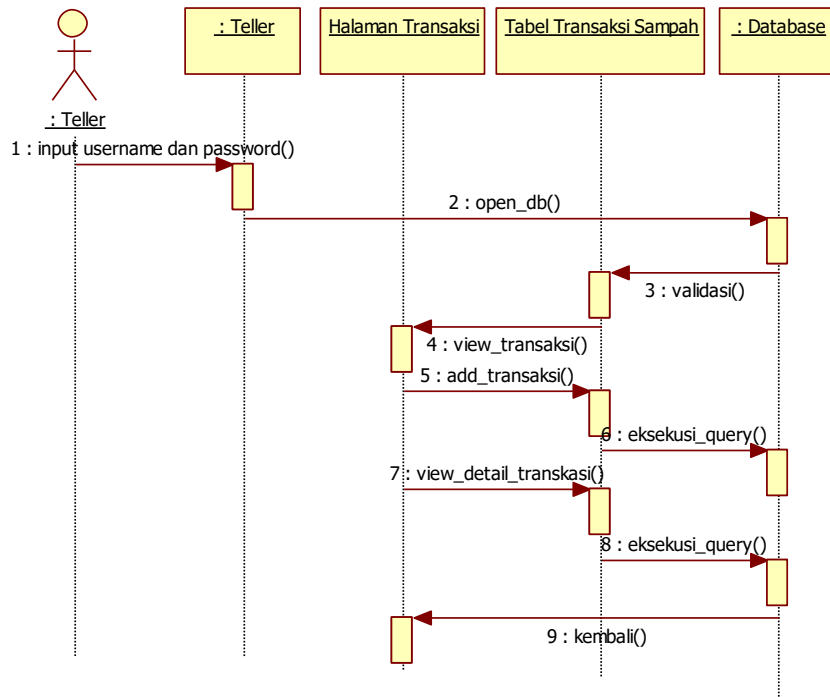 : Teller
Halaman Transaksi
Tabel Transaksi Sampah
: Database
: Teller
1 : input username dan password()
2 : open_db()
3 : validasi()
4 : view_transaksi()
5 : add_transaksi()
6 : eksekusi_query()
7 : view_detail_transkasi()
8 : eksekusi_query()
9 : kembali()